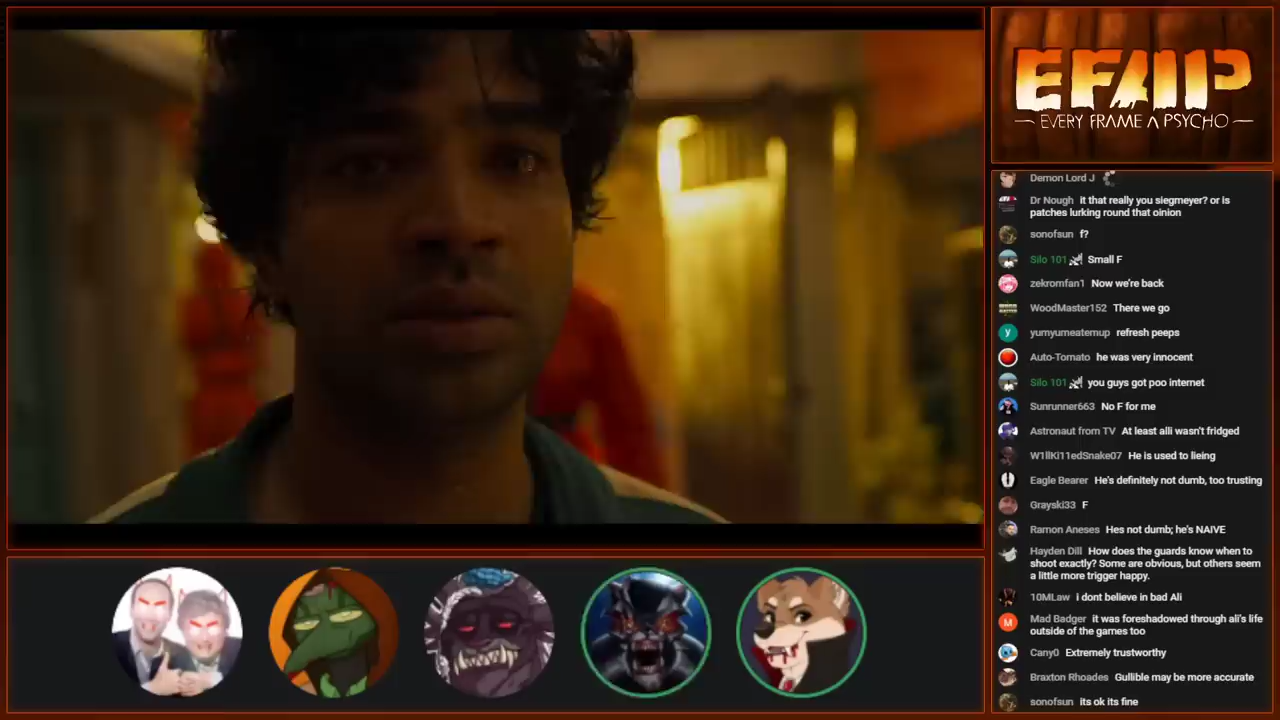 EFAP
EVERY FRAME A PSYCHO
Demon Lord J
Dr Nough it that really you siegmeyer? or is
patches lurking round that oinion
sonofsun f?
Silo 101 Small F
zekromfan1 Now we're back
WoodMaster152 There we go
yumyumeatemup refresh peeps
Auto-Tomato he was very innocent
Silo 101 you guys got poo internet
Sunrunner663 No F for me
Astronaut from TV At least alli wasn't fridged
W1llKi11edSnake07 He is used to lieing
Eagle Bearer He's definitely not dumb, too trusting
Grayski33 F
Ramon Aneses Hes not dumb; he's NAIVE
Hayden Dill How does the guards know when to
shoot exactly? Some are obvious, but others seem
a little more trigger happy.
10MLaw i dont believe in bad Ali
M
Mad Badger it was foreshadowed through ali's life
outside of the games too
Cany0 Extremely trustworthy
Braxton Rhoades Gullible may be more accurate
sonofsun its ok its fine